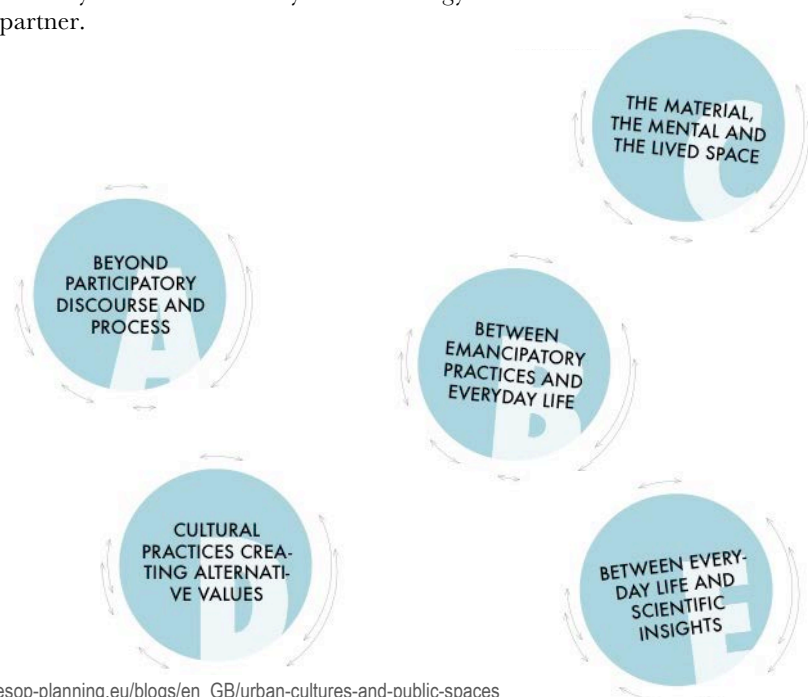 partner.
BEYOND
PARTICIPATORY
DISCOURSE AND
PROCESS
A
BETWEEN
EMANCIPATORY
PRACTICES AND
EVERYDAY LIFE
B
THE MATERIAL,
THE MENTAL AND
THE LIVED SPACE
C
CULTURAL
PRACTICES CREA-
TING ALTERNATI-
VE VALUES
D
BETWEEN EVERY-
DAY LIFE AND
SCIENTIFIC
INSIGHTS
E
esop-planning.eu/blogs/en_GB/urban-cultures-and-public-spaces